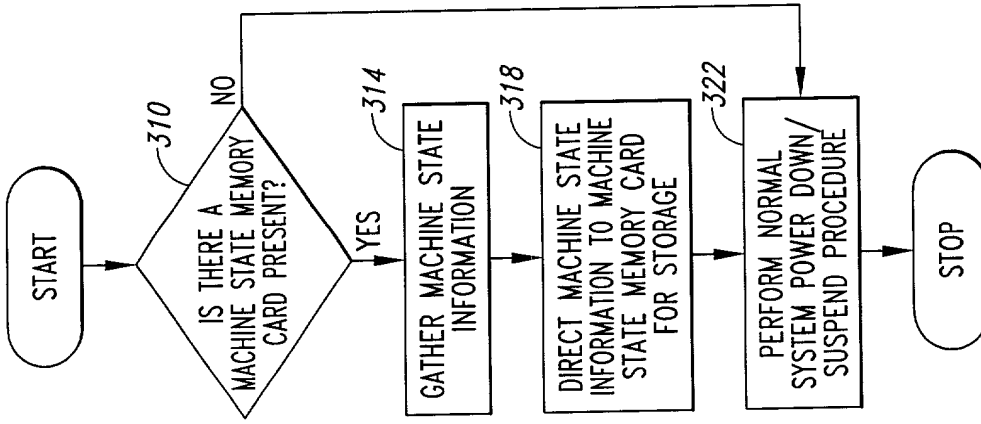 START
310
IS THERE A
MACHINE STATE MEMORY
CARD PRESENT?
NO
YES
314
GATHER MACHINE STATE
INFORMATION
318
DIRECT MACHINE STATE
INFORMATION TO MACHINE
STATE MEMORY CARD
FOR STORAGE
322
PERFORM NORMAL
SYSTEM POWER DOWN/
SUSPEND PROCEDURE
STOP